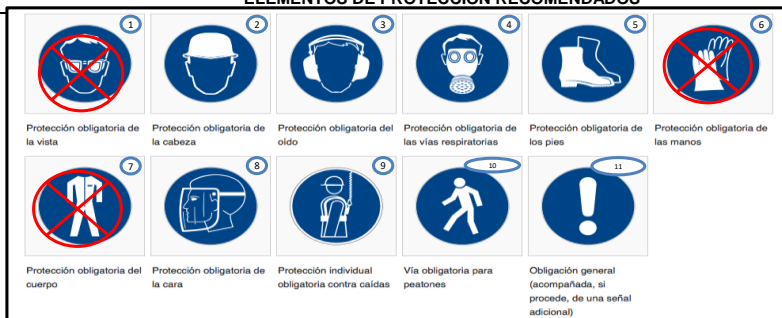 ELEMENTOS DE PROTECCIÓN RECOMENDADOS
1
2
3
4
5
6
Protección obligatoria de
la vista
Protección obligatoria de
la cabeza
Protección obligatoria del
oído
Protección obligatoria de
las vías respiratorias
Protección obligatoria de
los pies
Protección obligatoria de
las manos
7
8
9
10
11
Protección obligatoria del
cuerpo
Protección obligatoria de
la cara
Protección individual
obligatoria contra caídas
Vía obligatoria para
peatones
Obligación general
(acompañada, si
procede, de una señal
adicional)